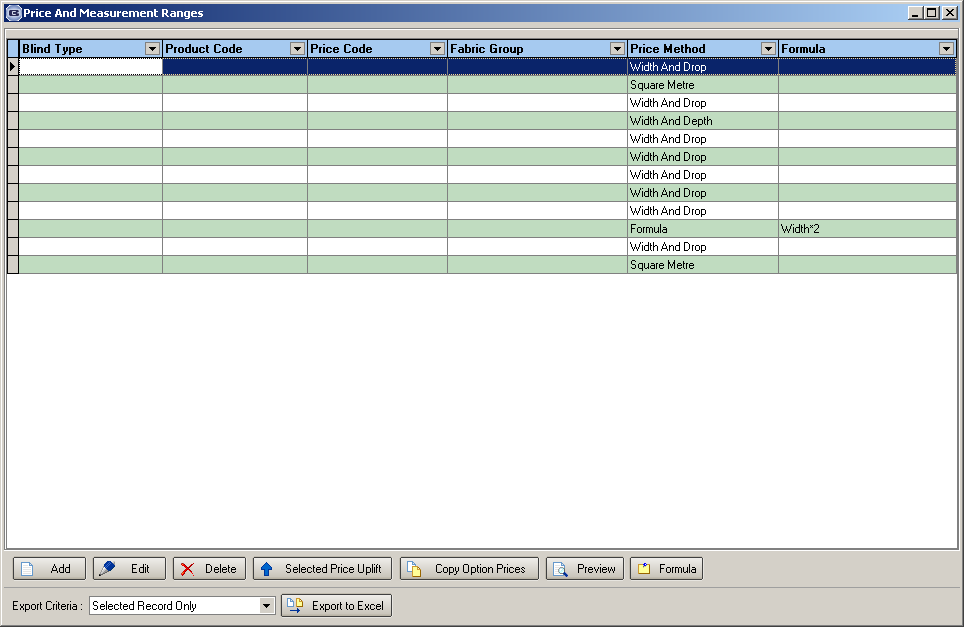 Price And Measurement Ranges
Blind Type Product Code Price Code Fabric Group Price Method Formula
Width And Drop
Square Metre
Width And Drop
Width And Depth
Width And Drop
Width And Drop
Width And Drop
Width And Drop
Width And Drop
Formula Width*2
Width And Drop
Square Metre
Add Edit Delete Selected Price Uplift Copy Option Prices Preview Formula
Export Criteria : Selected Record Only Export to Excel